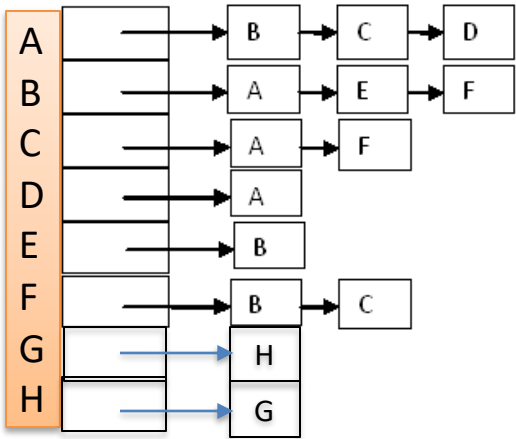 A B C D
B A E F
C A F
D A
E B
F B C
G H
H G